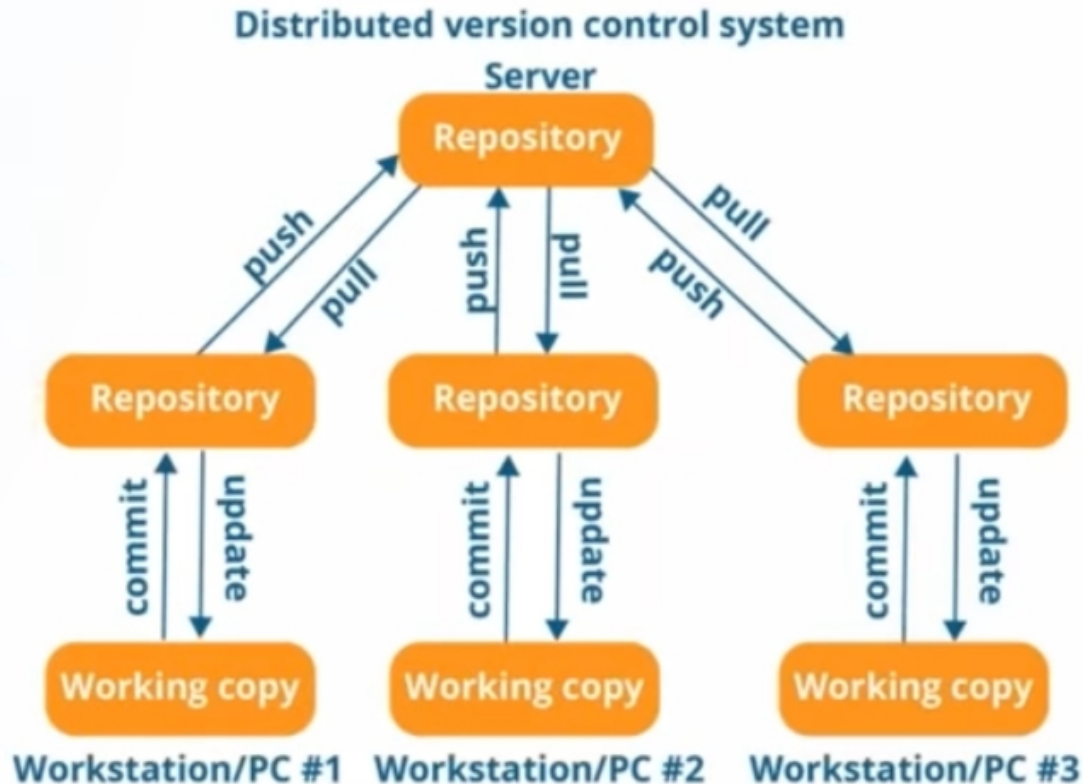 Distributed version control system
Server
Repository
push
pull
push
pull
push
pull
Repository
Repository
Repository
commit
update
commit
update
commit
update
Working copy
Working copy
Working copy
Workstation/PC #1
Workstation/PC #2
Workstation/PC #3